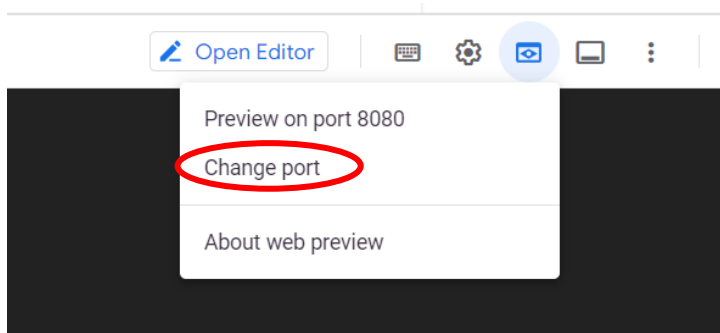 Open Editor
Preview on port 8080
Change port
About web preview